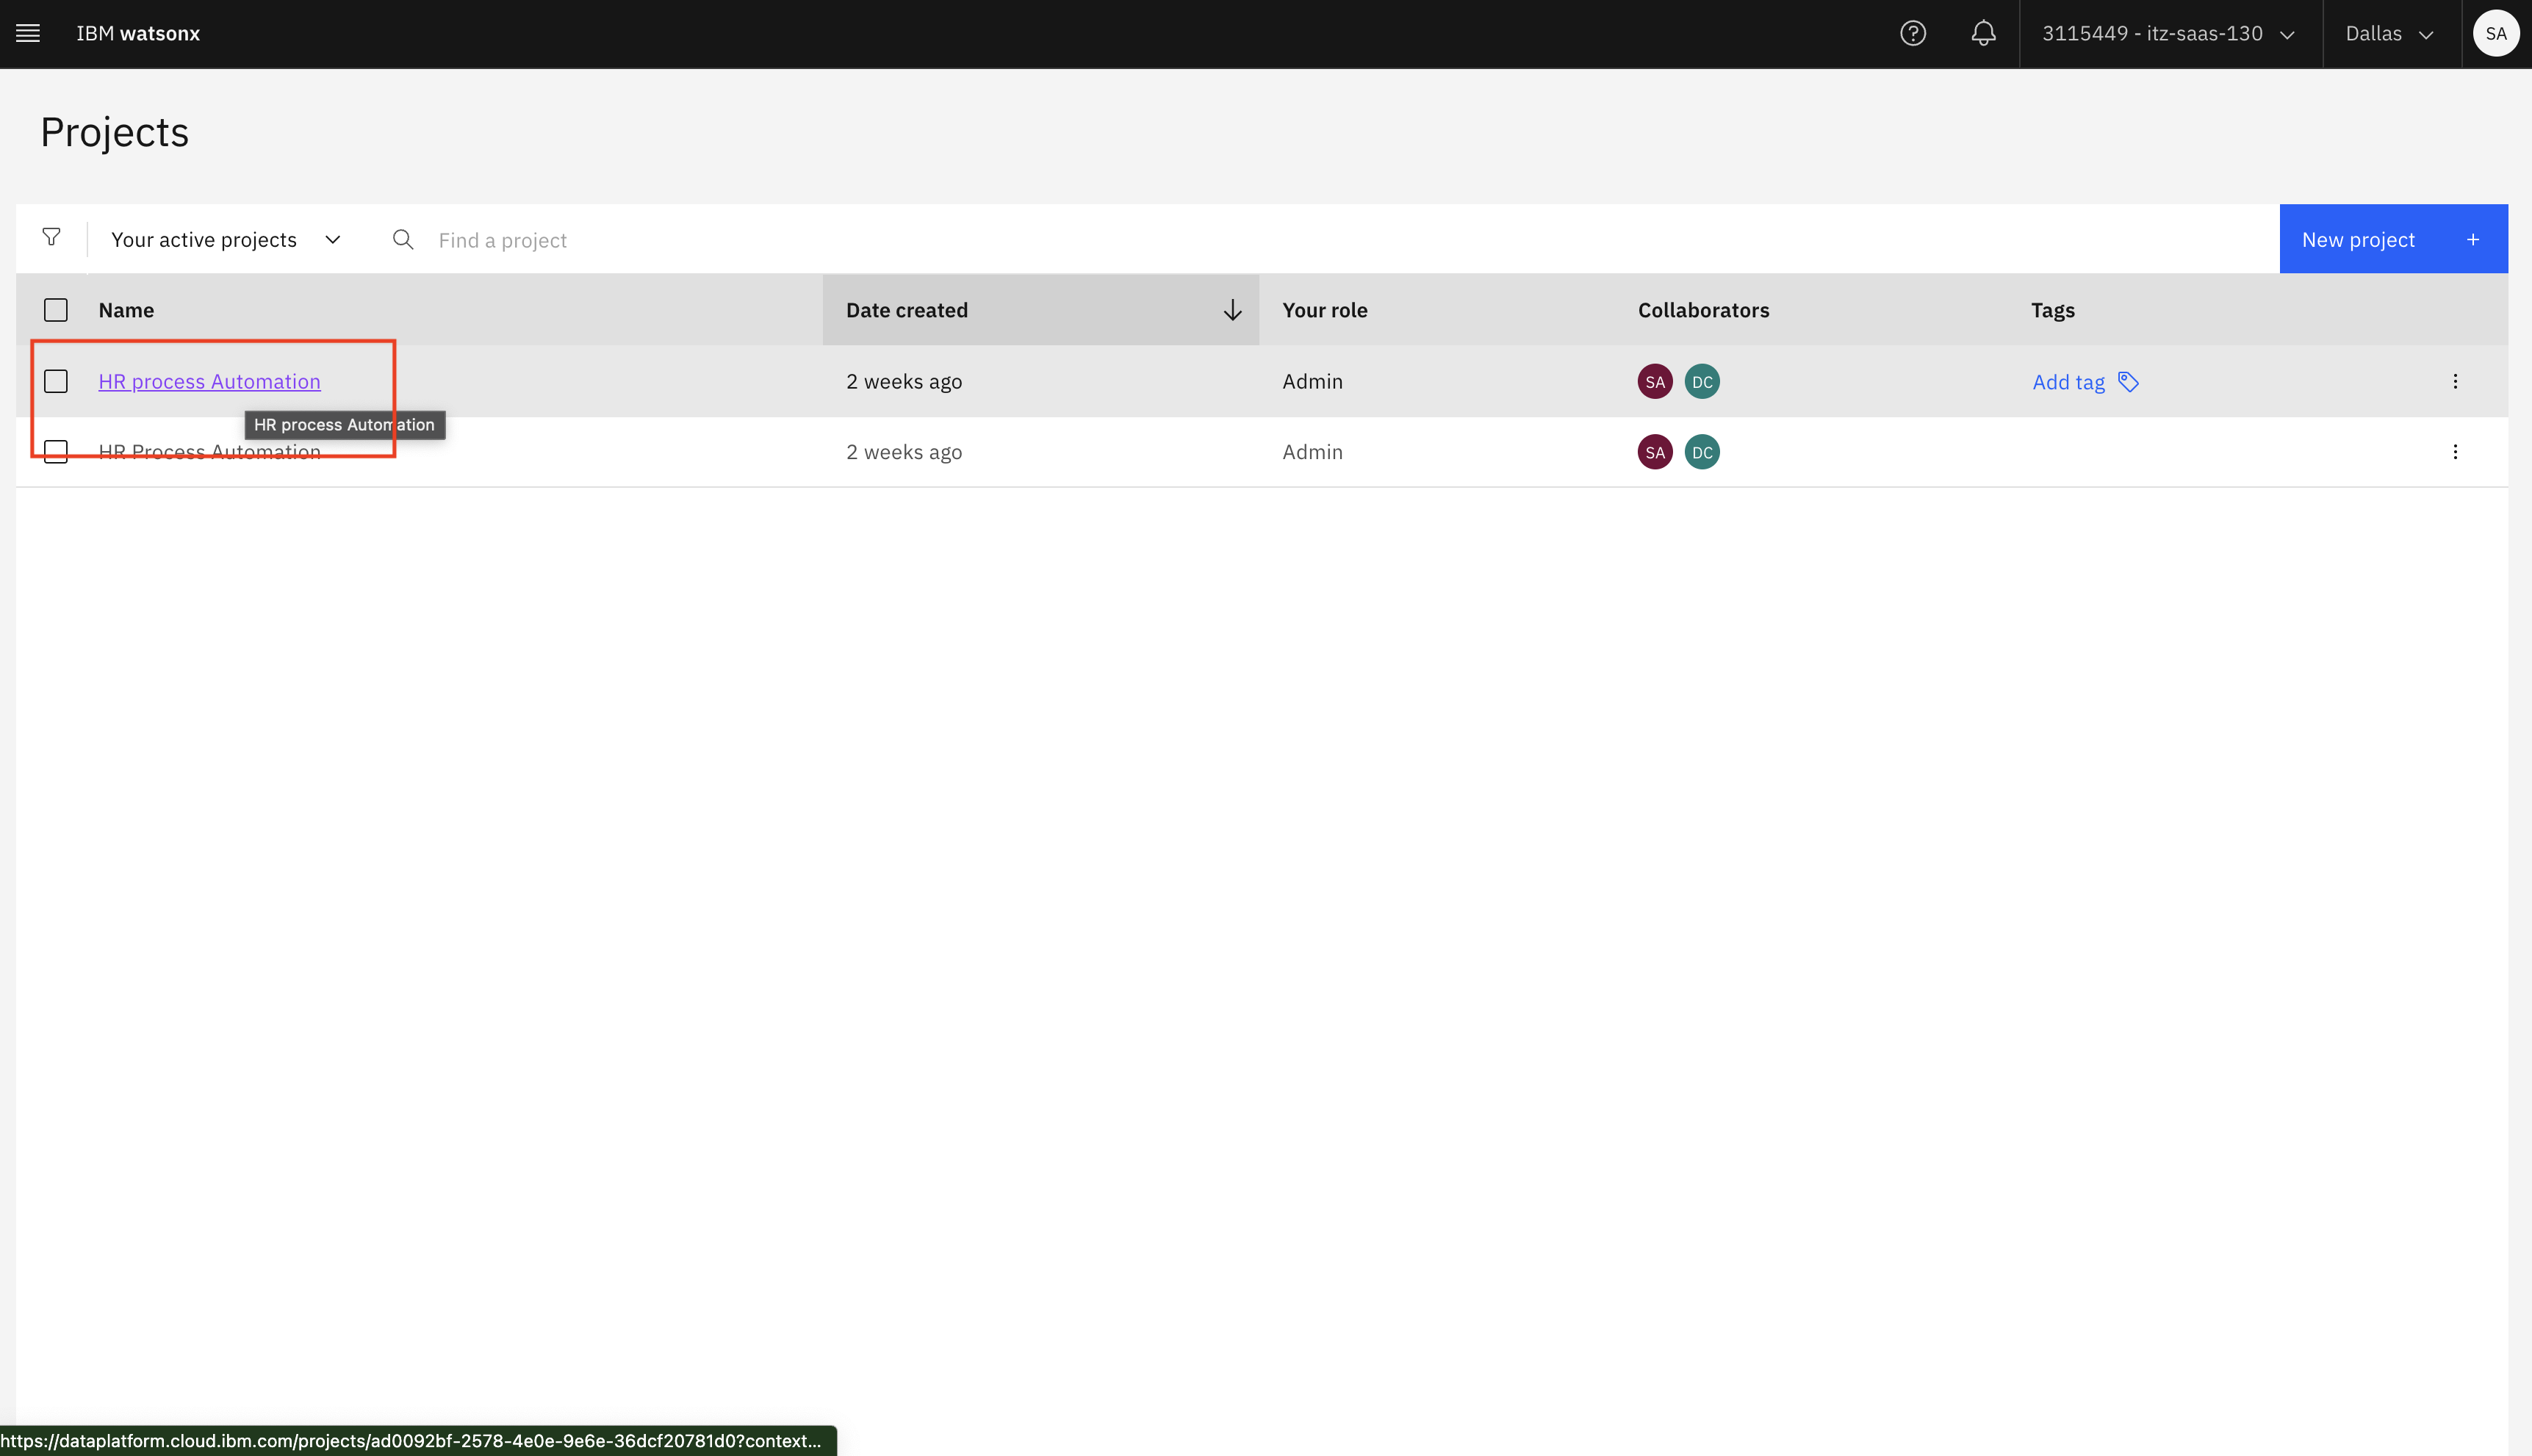 IBM watsonx
3115449 - itz-saas-130
Dallas
SA
Projects
Your active projects
Find a project
New project +
Name Date created Your role Collaborators Tags
HR process Automation 2 weeks ago Admin SA DC Add tag
HR process Automation
HR Process Automation 2 weeks ago Admin SA DC
https://dataplatform.cloud.ibm.com/projects/ad0092bf-2578-4e0e-9e6e-36dcf20781d0?context...